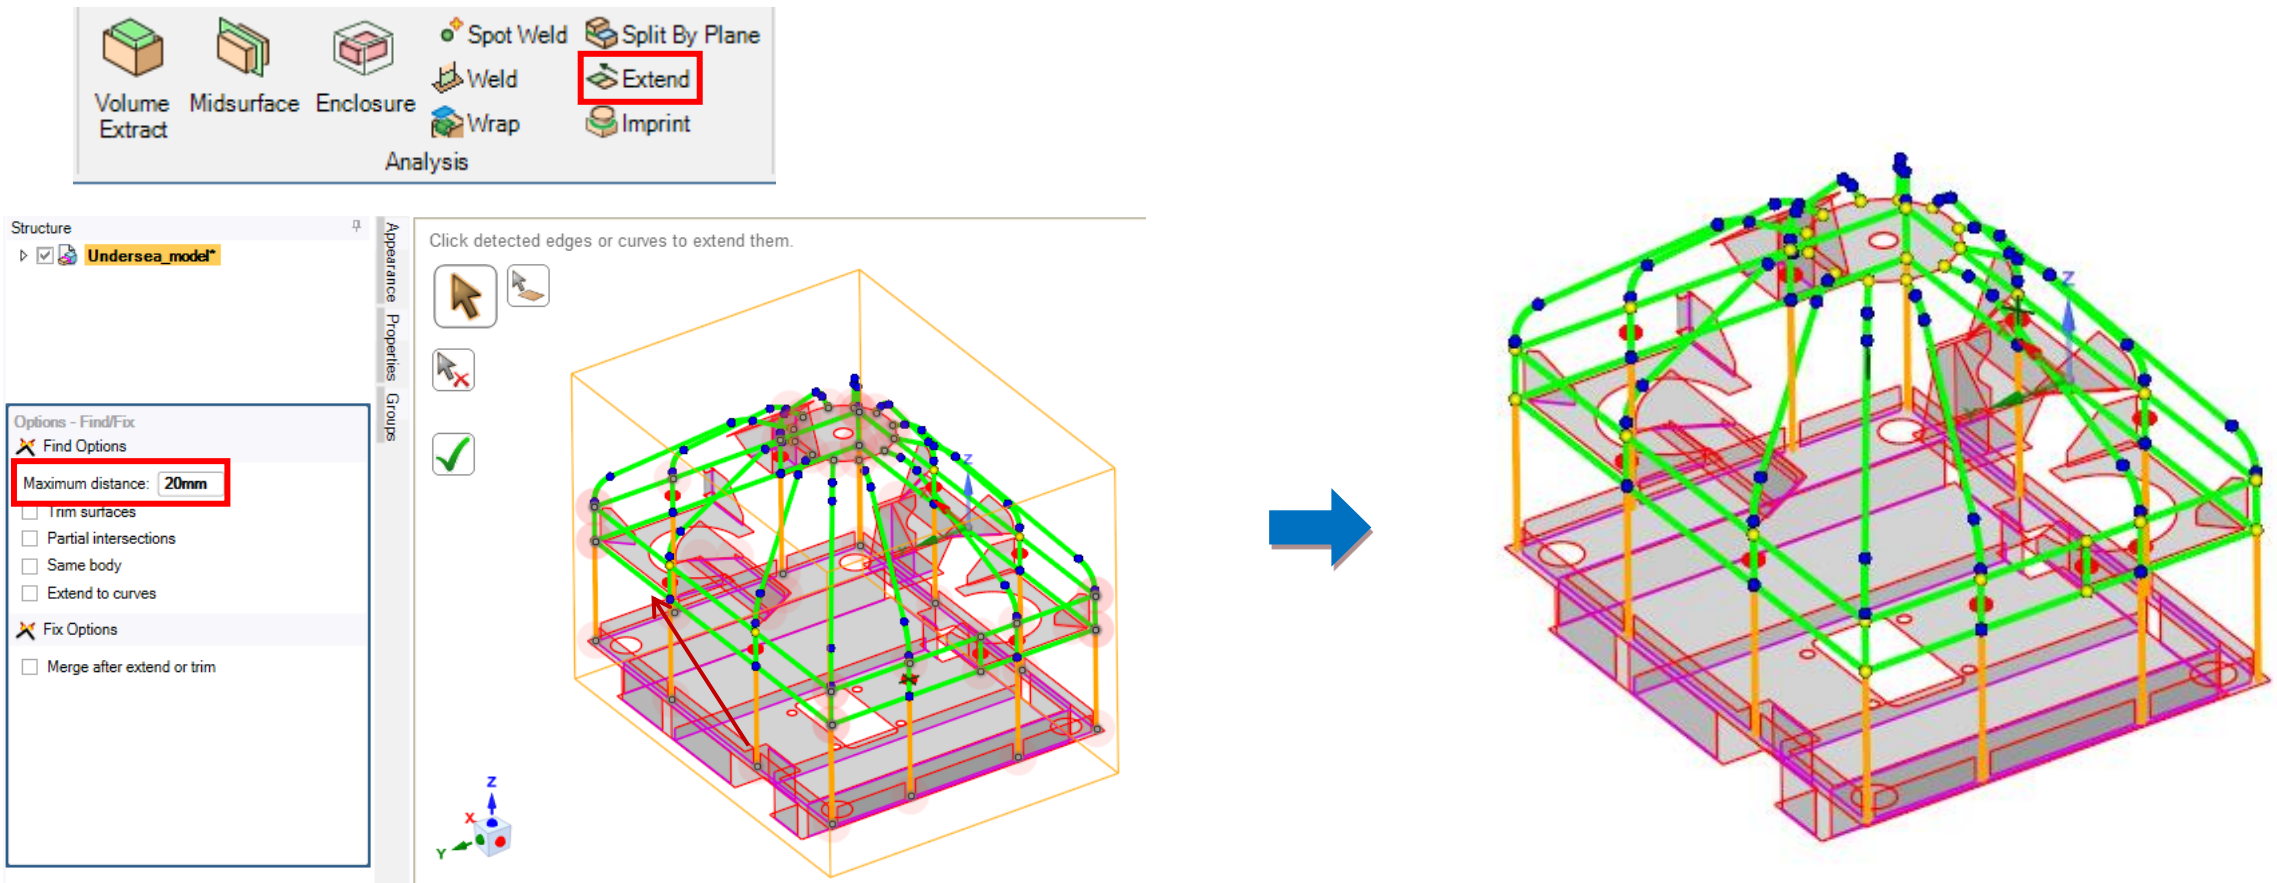 Spot Weld
Split By Plane
Weld
Extend
Volume Extract
Midsurface
Enclosure
Wrap
Imprint
Analysis
Structure
Undersea_model*
Appearance
Properties
Groups
Click detected edges or curves to extend them.
Options - Find/Fix
Find Options
Maximum distance: 20mm
Trim surfaces
Partial intersections
Same body
Extend to curves
Fix Options
Merge after extend or trim
Z
Z
X
Y
Z